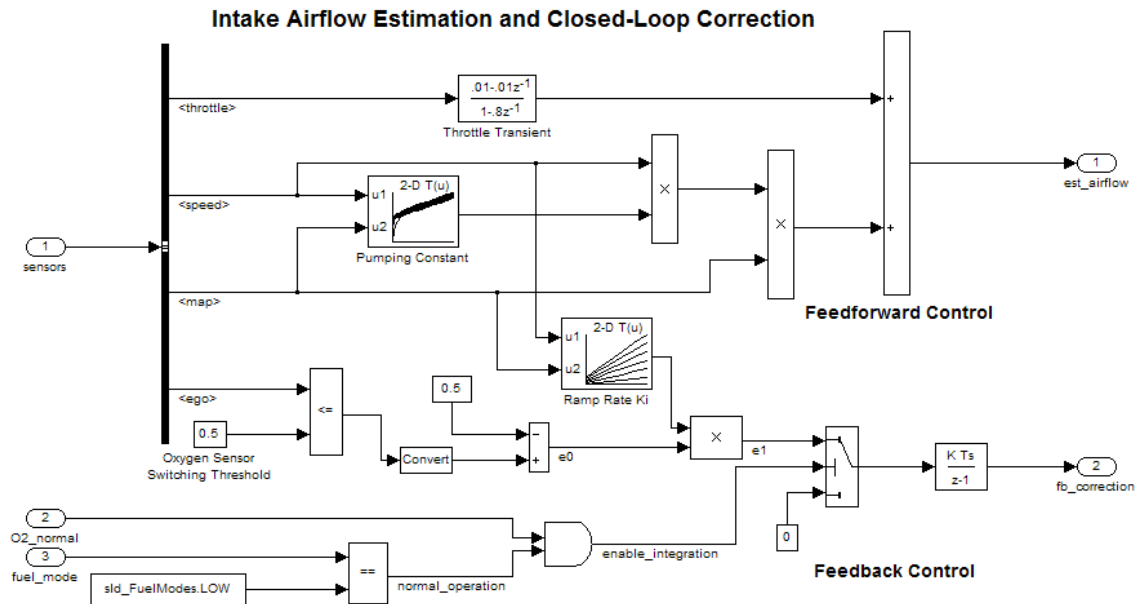 Intake Airflow Estimation and Closed-Loop Correction
<throttle>
.01-.01z-1
1-.8z-1
Throttle Transient
+
<speed>
2-D T(u)
u1
u2
Pumping Constant
×
×
+
1
est_airflow
1
sensors
<map>
Feedforward Control
2-D T(u)
u1
u2
Ramp Rate Ki
<ego>
<=
0.5
Oxygen Sensor
Switching Threshold
Convert
0.5
−
+
e0
×
e1
K Ts
z-1
2
fb_correction
0
2
O2_normal
3
fuel_mode
sld_FuelModes.LOW
==
normal_operation
enable_integration
Feedback Control